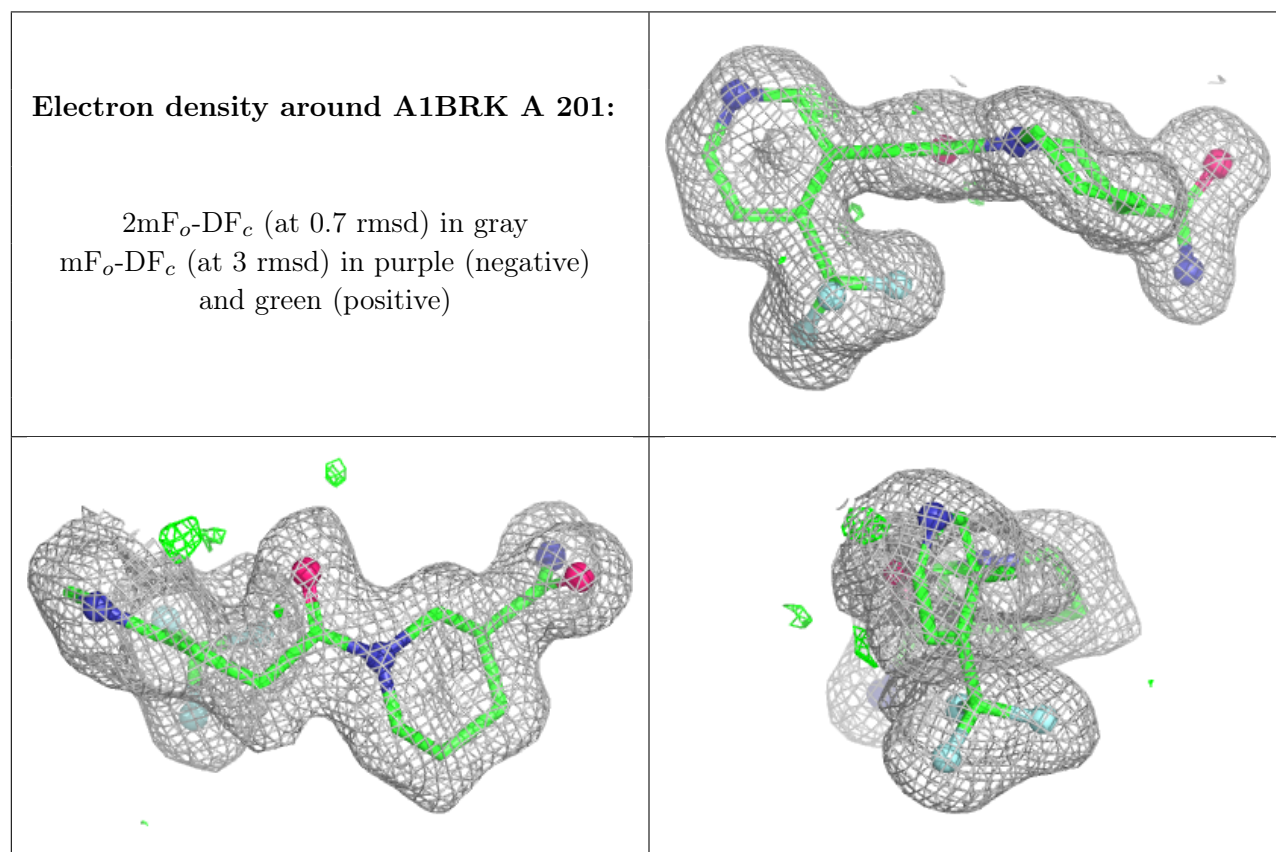 Electron density around A1BRK A 201:
2mFo-DFc (at 0.7 rmsd) in gray
mFo-DFc (at 3 rmsd) in purple (negative)
and green (positive)